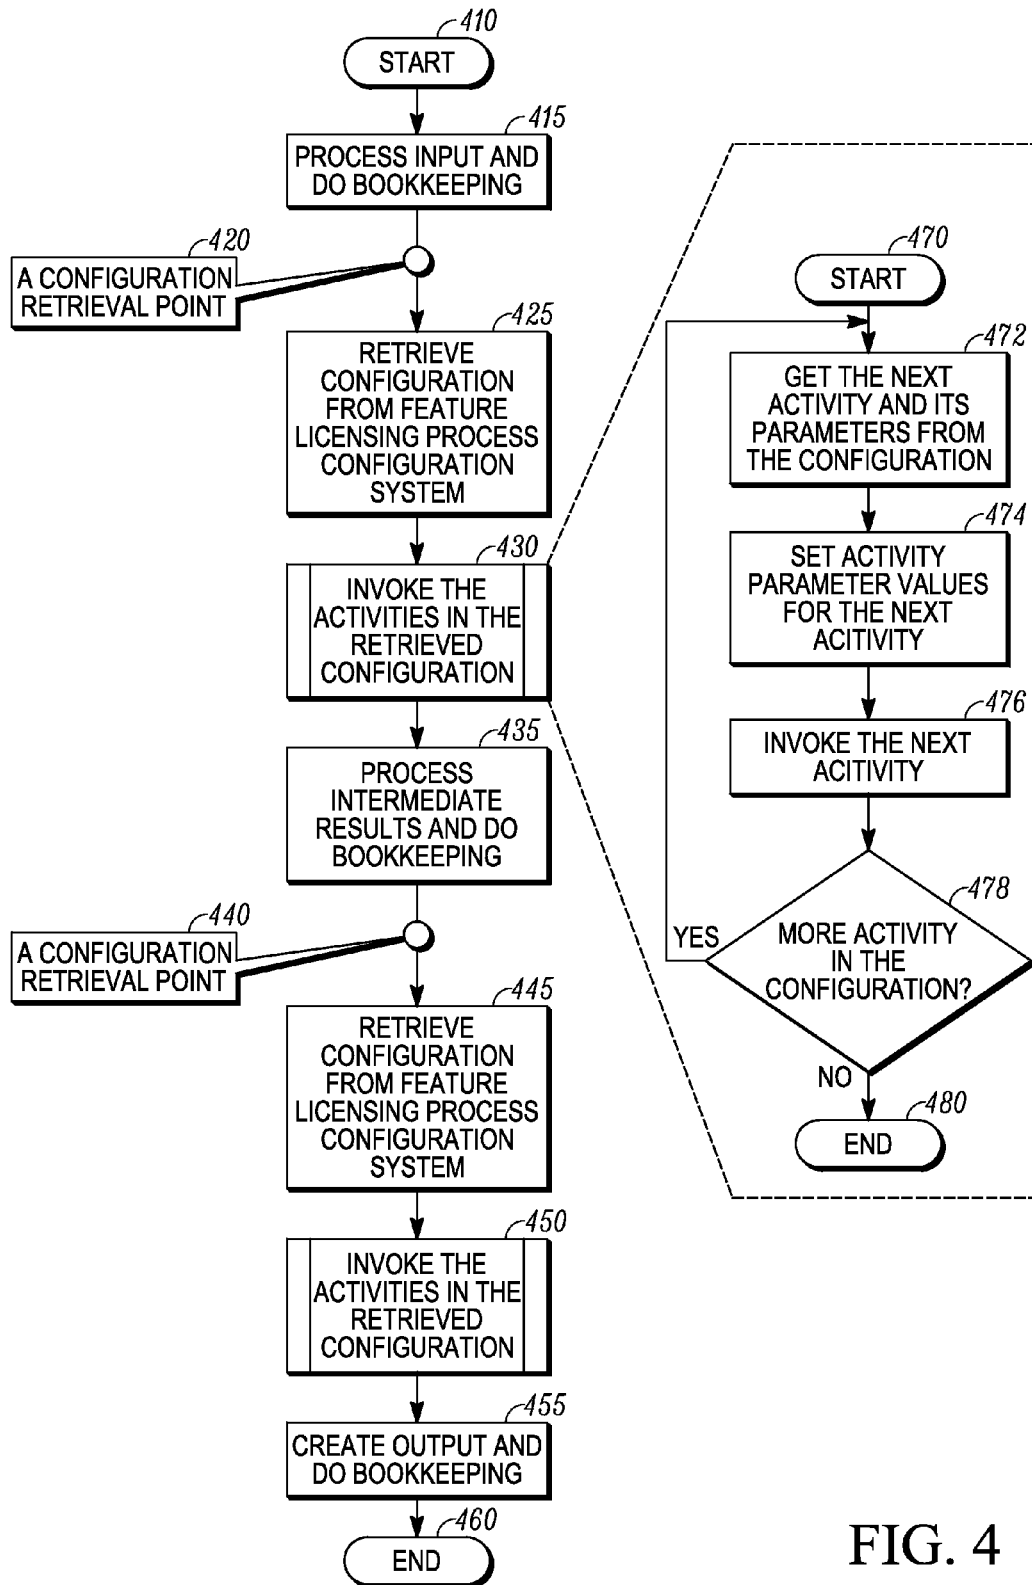 410
START
415
PROCESS INPUT AND
DO BOOKKEEPING
420
A CONFIGURATION
RETRIEVAL POINT
425
RETRIEVE
CONFIGURATION
FROM FEATURE
LICENSING PROCESS
CONFIGURATION
SYSTEM
430
INVOKE THE
ACTIVITIES IN THE
RETRIEVED
CONFIGURATION
435
PROCESS
INTERMEDIATE
RESULTS AND DO
BOOKKEEPING
440
A CONFIGURATION
RETRIEVAL POINT
445
RETRIEVE
CONFIGURATION
FROM FEATURE
LICENSING PROCESS
CONFIGURATION
SYSTEM
450
INVOKE THE
ACTIVITIES IN THE
RETRIEVED
CONFIGURATION
455
CREATE OUTPUT AND
DO BOOKKEEPING
460
END
470
START
472
GET THE NEXT
ACTIVITY AND ITS
PARAMETERS FROM
THE CONFIGURATION
474
SET ACTIVITY
PARAMETER VALUES
FOR THE NEXT
ACITIVITY
476
INVOKE THE NEXT
ACITIVITY
478
YES
MORE ACTIVITY
IN THE
CONFIGURATION?
NO
480
END
FIG. 4